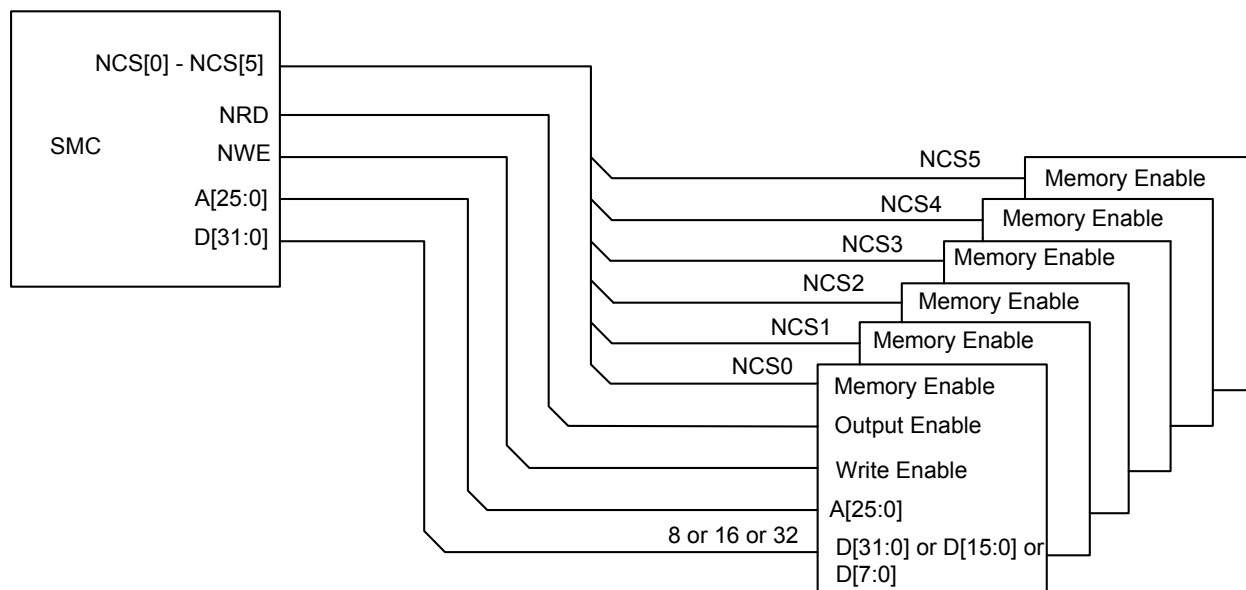 NCS[0] - NCS[5]
NRD
SMC
NWE
A[25:0]
D[31:0]
NCS5
Memory Enable
NCS4
Memory Enable
NCS3
Memory Enable
NCS2
Memory Enable
NCS1
Memory Enable
NCS0
Memory Enable
Output Enable
Write Enable
A[25:0]
8 or 16 or 32
D[31:0] or D[15:0] or
D[7:0]